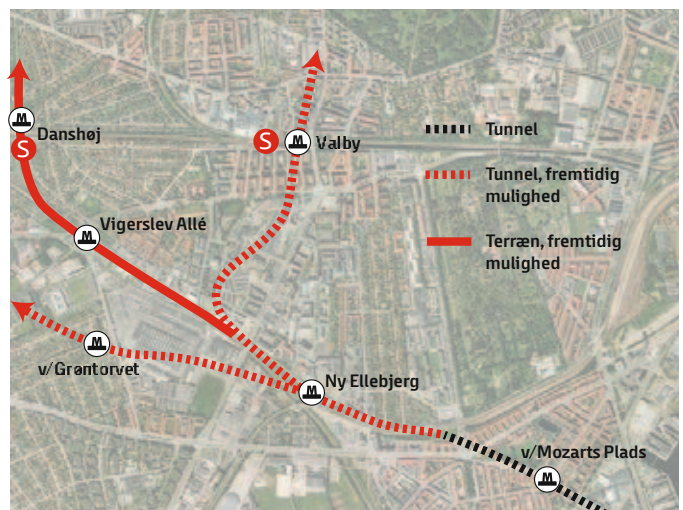 Danshøj
S
S
Valby
Tunnel
Tunnel, fremtidig
mulighed
Vigerslev Allé
Terræn, fremtidig
mulighed
v/Grøntorvet
Ny Ellebjerg
v/Mozarts Plads
M
M
M
M
M
M